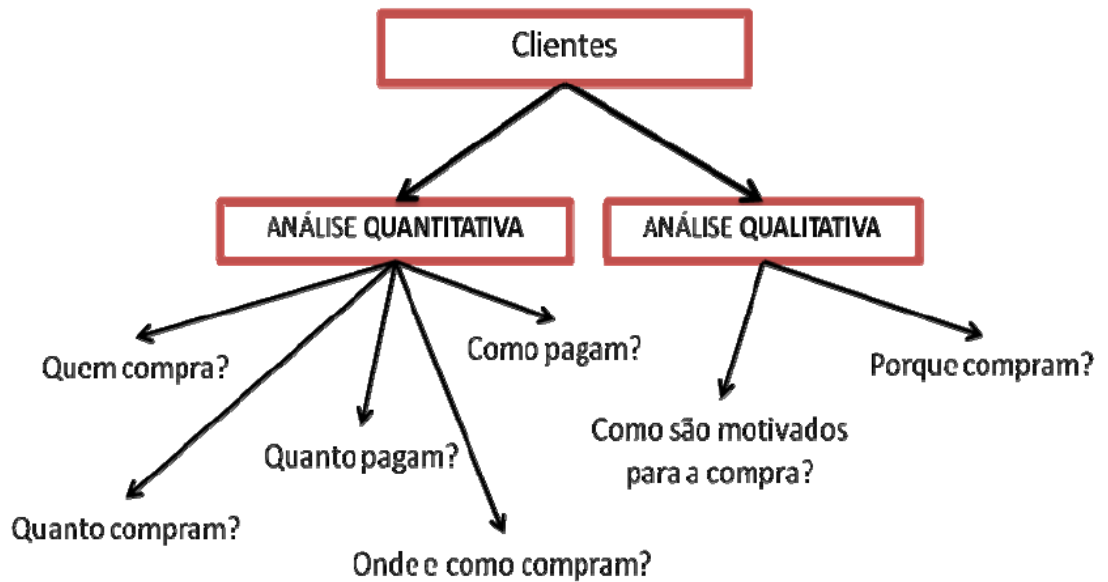 Clientes
ANÁLISE QUANTITATIVA
ANÁLISE QUALITATIVA
Quem compra?
Como pagam?
Porque compram?
Quanto pagam?
Como são motivados
para a compra?
Quanto compram?
Onde e como compram?